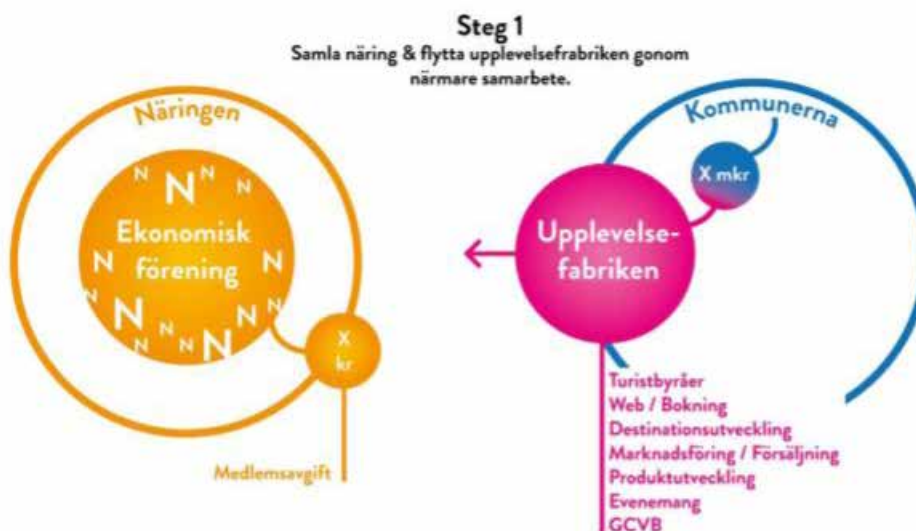 Steg 1
Samla näring & flytta upplevelsefrabriken gonom
närmare samarbete.
Näringen
N N N N
Ekonomisk
förening
N N
N N N N
N N N
X
kr
Medlemsavgift
Kommunerna
X mkr
Upplevelse-
fabriken
Turistbyråer
Web / Bokning
Destinationsutveckling
Marknadsföring / Försäljning
Produktutveckling
Evenemang
GCVB